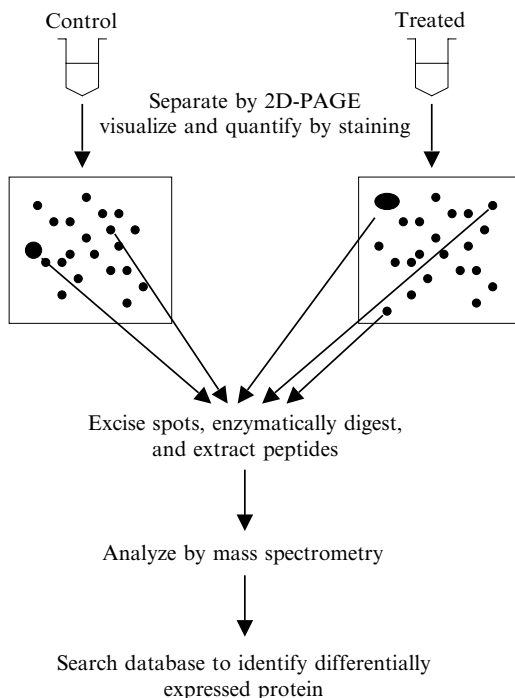 Control
Treated
Separate by 2D-PAGE
visualize and quantify by staining
Excise spots, enzymatically digest,
and extract peptides
Analyze by mass spectrometry
Search database to identify differentially
expressed protein